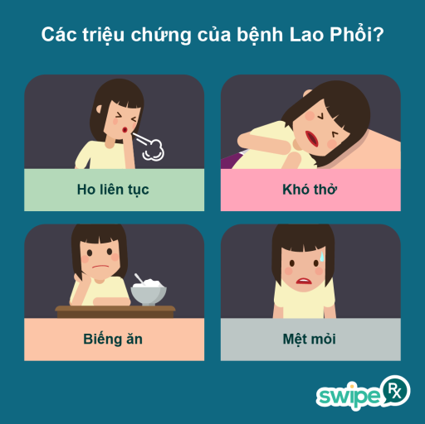 Các triệu chứng của bệnh Lao Phổi?
Ho liên tục
Khó thở
Biếng ăn
Mệt mỏi
swipe Rx